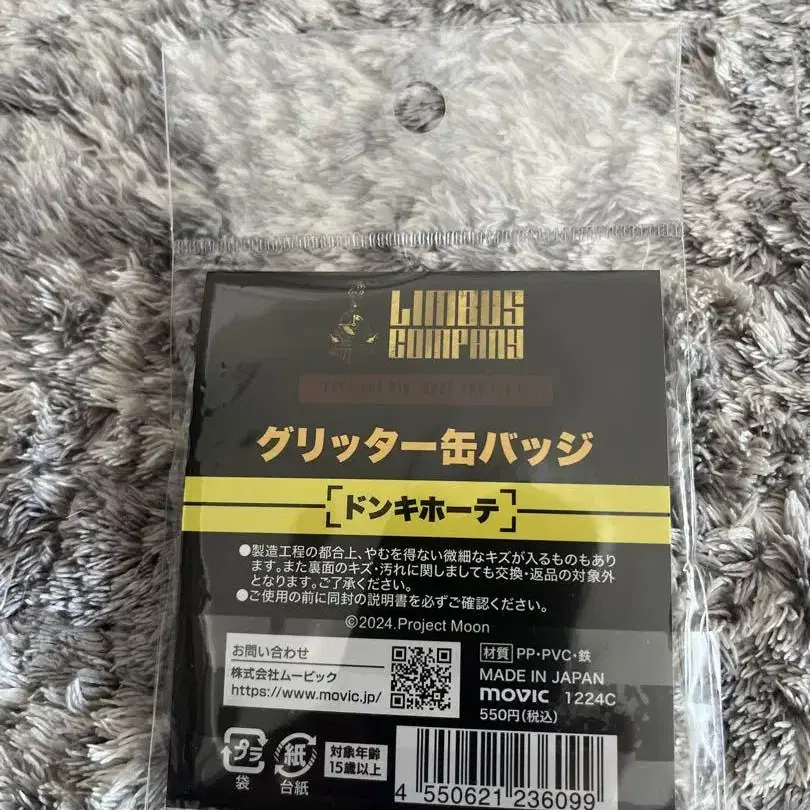 LIMBUS
COMPANY
グリッター缶バッジ
[ドンキホーテ]
●製造工程の都合上、やむを得ない微細なキズが入るものもあり
ます。また裏面のキズ・汚れに関しましても交換・返品の対象外
となります。ご了承ください。
●ご使用の前に同封の説明書を必ずご確認ください。
©2024.Project Moon
お問い合わせ
株式会社ムービック
https://www.movic.jp/
材質 PP・PVC・鉄
MADE IN JAPAN
movic 1224C
550円(税込)
プラ
袋
紙
台紙
対象年齢
15歳以上
4 550621 236099